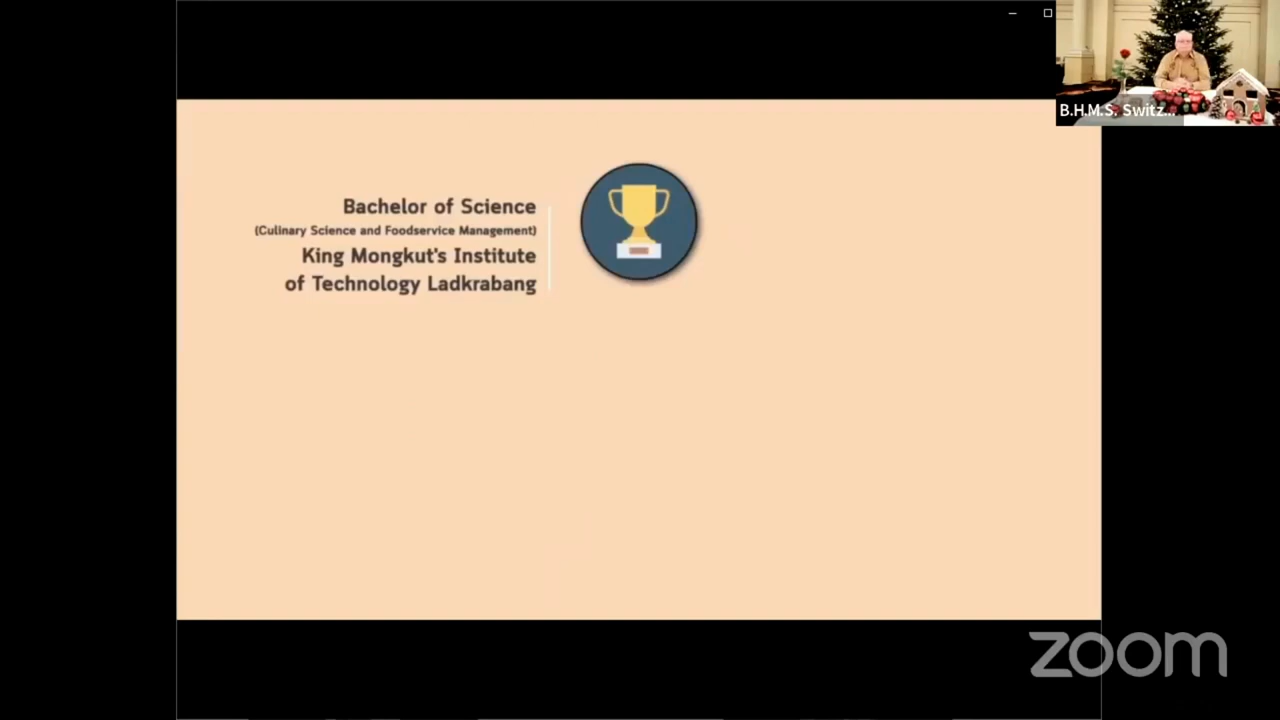 B.H.M.S. Switz...
Bachelor of Science
(Culinary Science and Foodservice Management)
King Mongkut's Institute
of Technology Ladkrabang
zoom